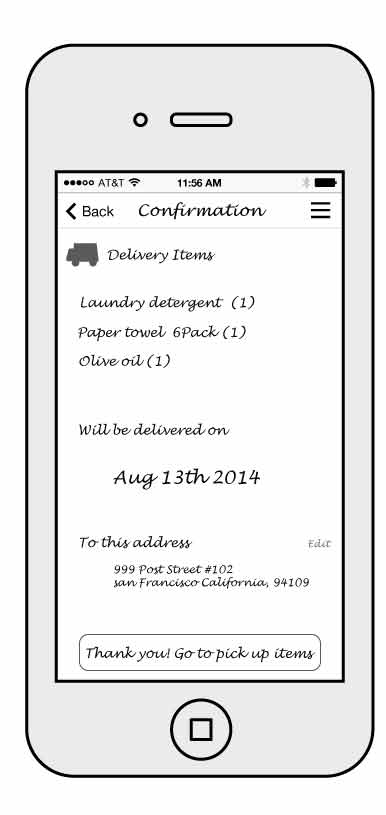 AT&T 11:56 AM
Back Confirmation
Delivery Items
Laundry detergent (1)
Paper towel 6Pack (1)
Olive oil (1)
Will be delivered on
Aug 13th 2014
To this address Edit
999 Post Street #102
san Francisco California, 94109
Thank you! Go to pick up items